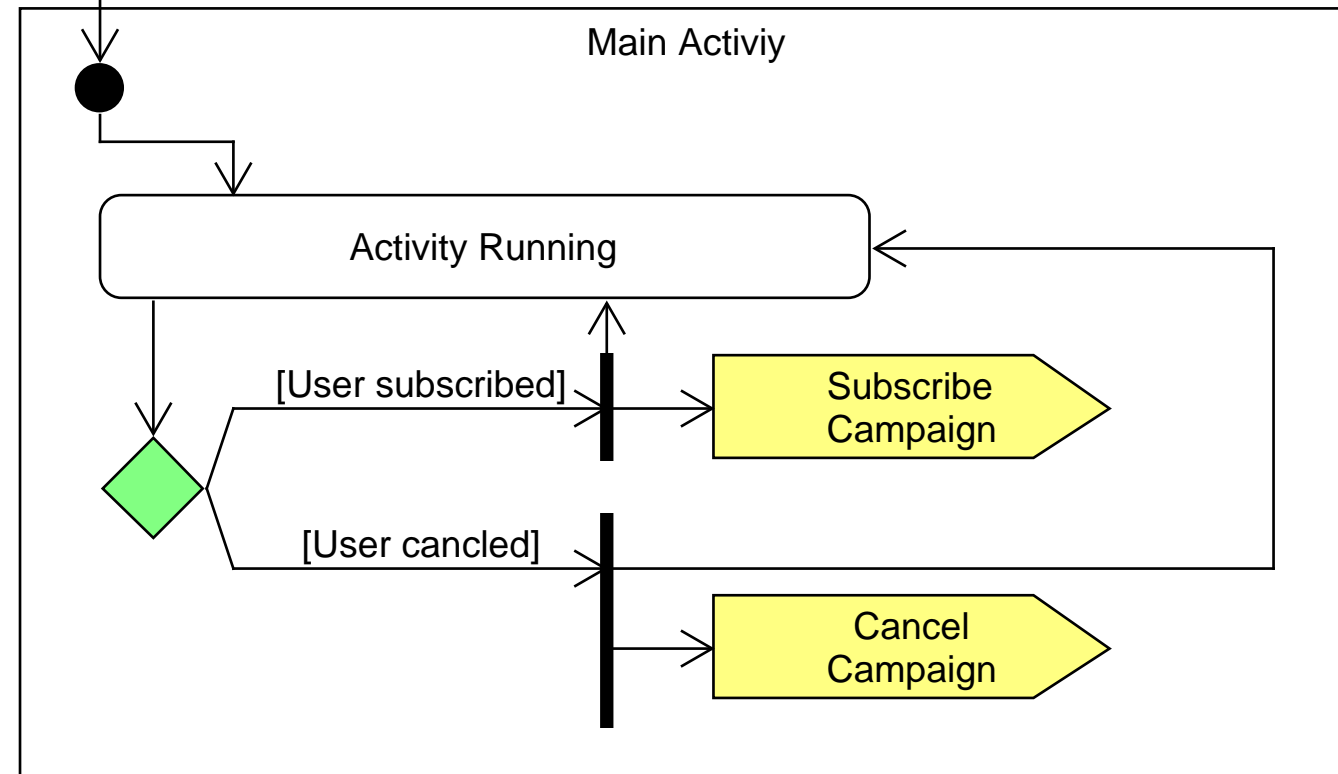 Main Activiy
Activity Running
[User subscribed]
Subscribe
Campaign
[User cancled]
Cancel
Campaign